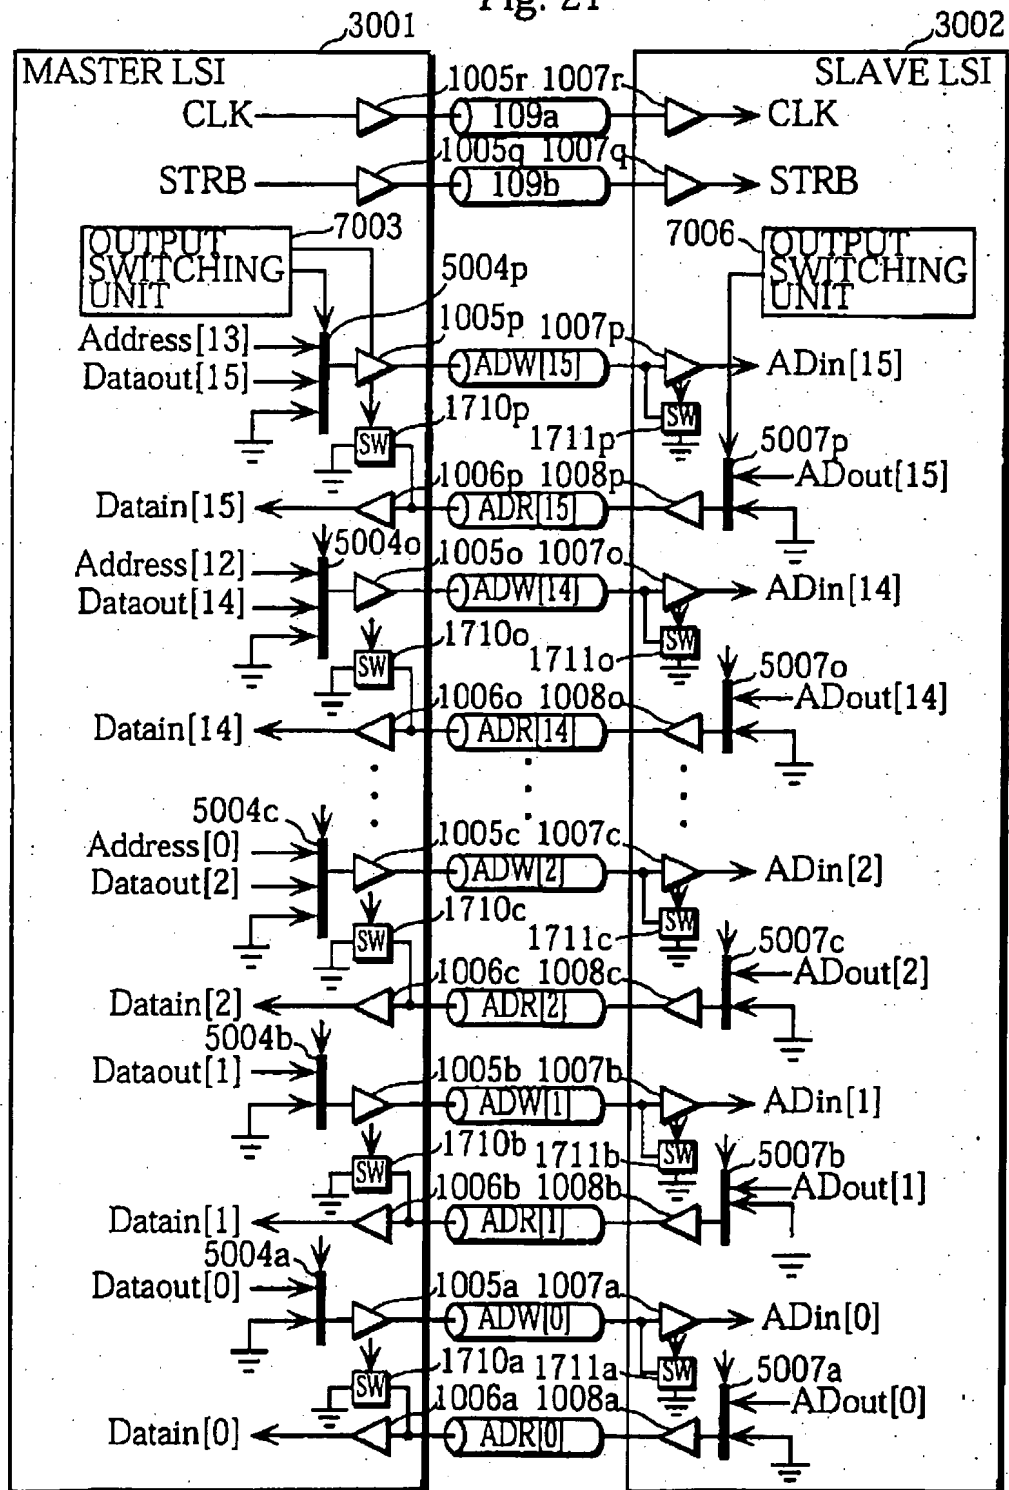 Fig. 21
3001
3002
MASTER LSI
SLAVE LSI
1005r 1007r
CLK
109a
CLK
1005q 1007q
STRB
109b
STRB
7003
7006
OUTPUT
SWITCHING
UNIT
OUTPUT
SWITCHING
UNIT
5004p
Address[13]
1005p 1007p
Dataout[15]
ADW[15]
ADin[15]
SW
1710p
SW
1711p
5007p
1006p 1008p
ADout[15]
Datain[15]
ADR[15]
5004o
Address[12]
1005o 1007o
Dataout[14]
ADW[14]
ADin[14]
SW
1710o
SW
1711o
5007o
1006o 1008o
ADout[14]
Datain[14]
ADR[14]
5004c
Address[0]
1005c 1007c
Dataout[2]
ADW[2]
ADin[2]
SW
1710c
SW
1711c
5007c
1006c 1008c
ADout[2]
Datain[2]
ADR[2]
5004b
Dataout[1]
1005b 1007b
ADW[1]
ADin[1]
SW
1710b
SW
1711b
5007b
1006b 1008b
ADout[1]
Datain[1]
ADR[1]
5004a
Dataout[0]
1005a 1007a
ADW[0]
ADin[0]
SW
1710a
SW
1711a
5007a
1006a 1008a
ADout[0]
Datain[0]
ADR[0]